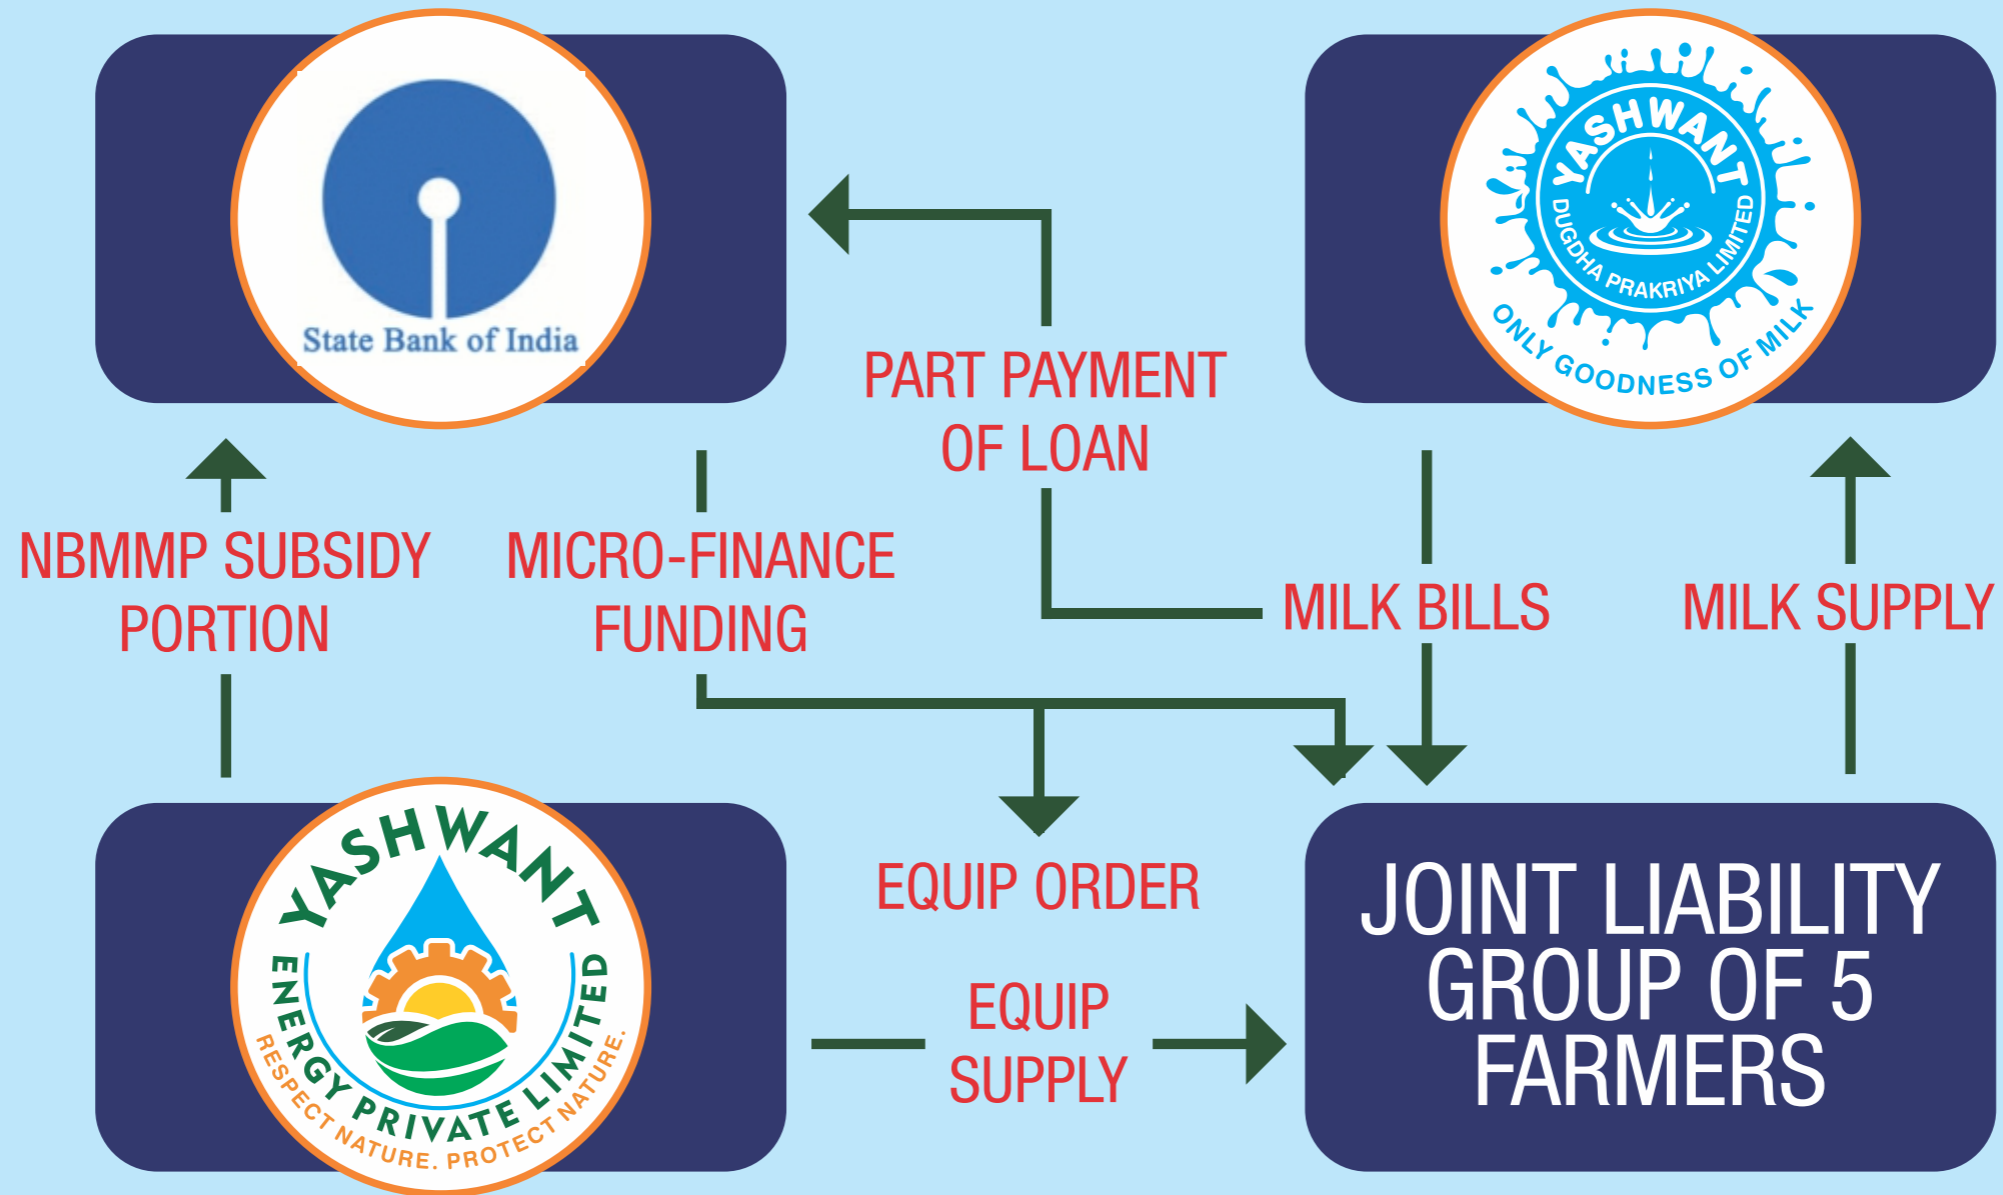 State Bank of India
YASHWANT
DUGDHA PRAKRIYA LIMITED
ONLY GOODNESS OF MILK
PART PAYMENT
OF LOAN
NBMMP SUBSIDY
PORTION
MICRO-FINANCE
FUNDING
MILK BILLS
MILK SUPPLY
YASHWANT
ENERGY PRIVATE LIMITED
RESPECT NATURE. PROTECT NATURE.
EQUIP ORDER
EQUIP
SUPPLY
JOINT LIABILITY
GROUP OF 5
FARMERS